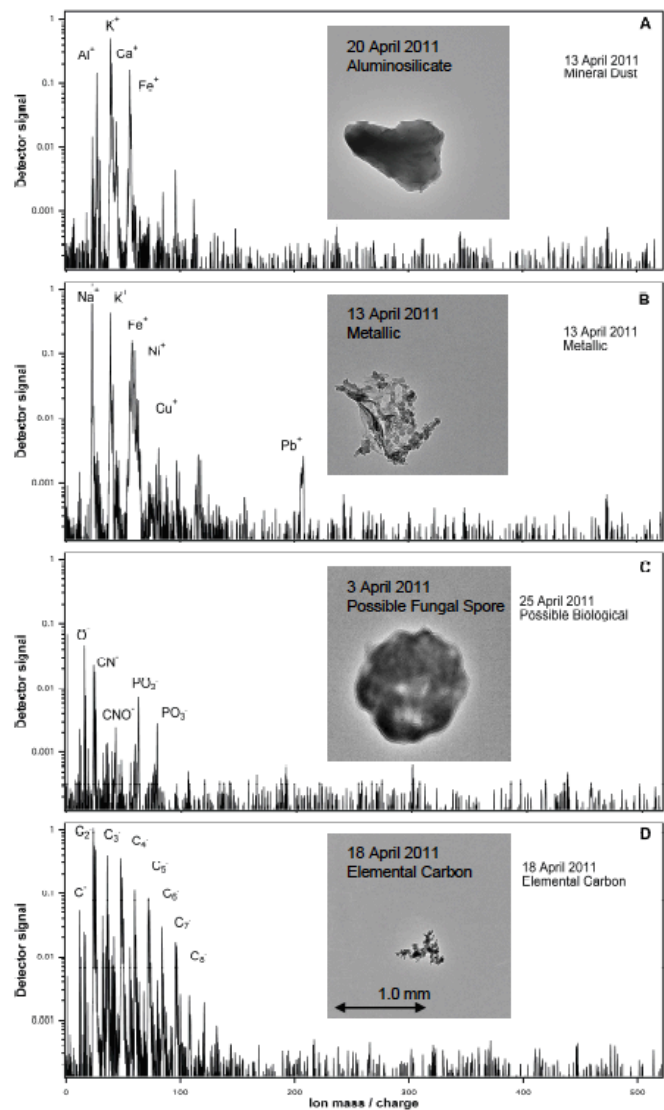 A
K⁺
Al⁺
Ca⁺
Fe⁺
20 April 2011
Aluminosilicate
13 April 2011
Mineral Dust
Detector signal
1
0.1
0.01
0.001
B
Na⁺
K⁺
Fe⁺
Ni⁺
Cu⁺
Pb⁺
13 April 2011
Metallic
13 April 2011
Metallic
Detector signal
1
0.1
0.01
0.001
C
O⁻
CN⁻
CNO⁻
PO₂⁻
PO₃⁻
3 April 2011
Possible Fungal Spore
25 April 2011
Possible Biological
Detector signal
1
0.1
0.01
0.001
D
C⁻
C₂⁻
C₃⁻
C₄⁻
C₅⁻
C₆⁻
C₇⁻
C₈⁻
18 April 2011
Elemental Carbon
18 April 2011
Elemental Carbon
1.0 mm
Detector signal
1
0.1
0.01
0.001
0 100 200 300 400 500
Ion mass / charge